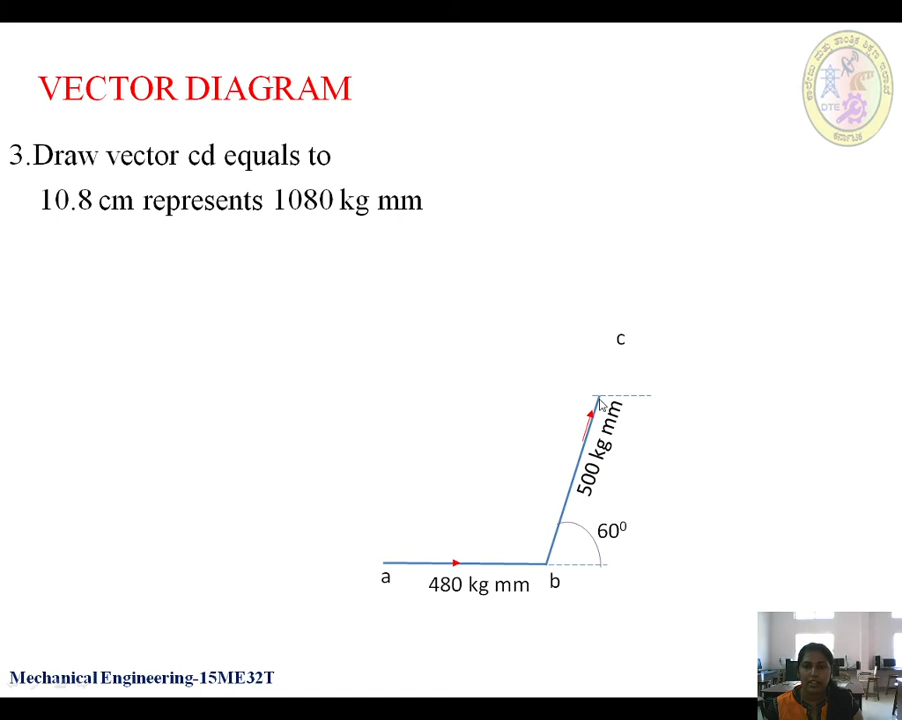 VECTOR DIAGRAM
3.Draw vector cd equals to
10.8 cm represents 1080 kg mm
c
500 kg mm
60⁰
a
480 kg mm
b
DTE
Mechanical Engineering-15ME32T